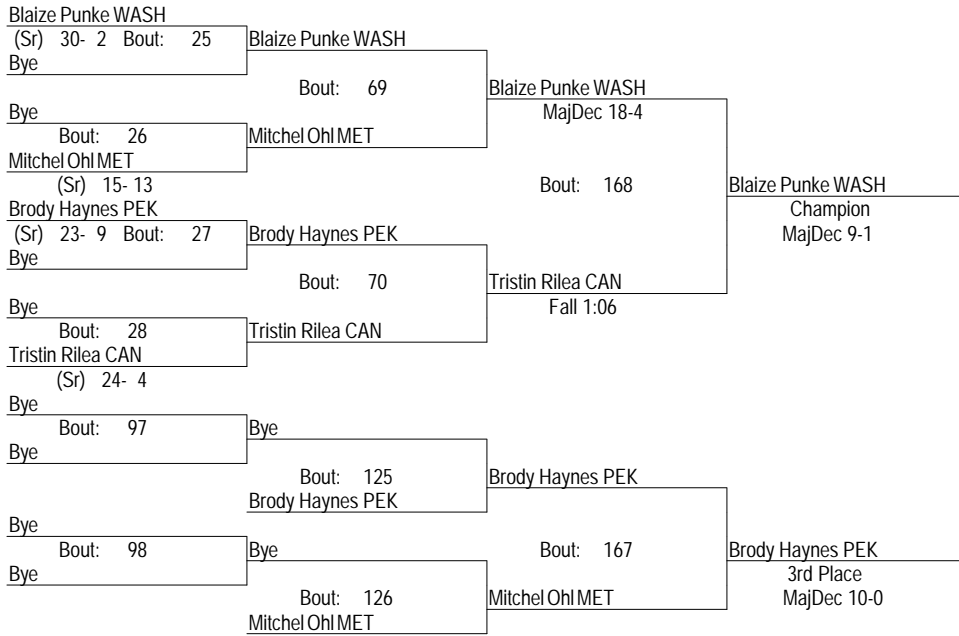 Blaize Punke WASH
(Sr) 30- 2 Bout: 25 Blaize Punke WASH
Bye
Bout: 69 Blaize Punke WASH
Bye MajDec 18-4
Bout: 26 Mitchel Ohl MET
Mitchel Ohl MET
(Sr) 15- 13 Bout: 168 Blaize Punke WASH
Brody Haynes PEK Champion
(Sr) 23- 9 Bout: 27 Brody Haynes PEK MajDec 9-1
Bye
Bout: 70 Tristin Rilea CAN
Bye Fall 1:06
Bout: 28 Tristin Rilea CAN
Tristin Rilea CAN
(Sr) 24- 4
Bye
Bout: 97 Bye
Bye
Bout: 125 Brody Haynes PEK
Brody Haynes PEK
Bye
Bout: 98 Bye Bout: 167 Brody Haynes PEK
Bye 3rd Place
Bout: 126 Mitchel Ohl MET MajDec 10-0
Mitchel Ohl MET